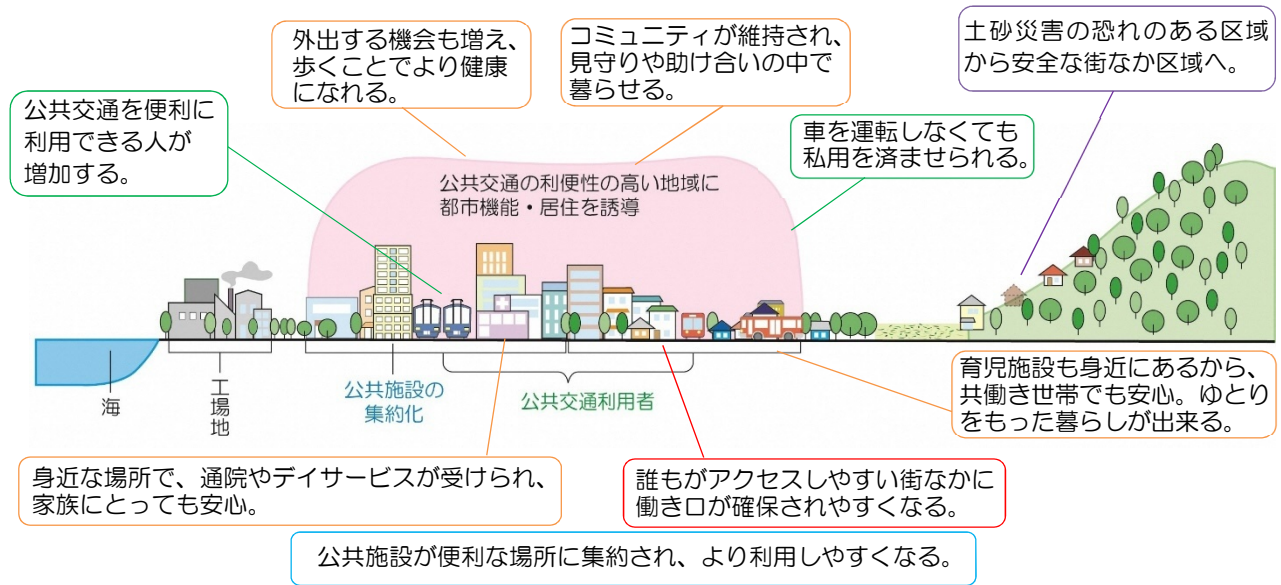 外出する機会も増え、
歩くことでより健康
になれる。
コミュニティが維持され、
見守りや助け合いの中で
暮らせる。
土砂災害の恐れのある区域
から安全な街なか区域へ。
公共交通を便利に
利用できる人が
増加する。
車を運転しなくても
私用を済ませられる。
公共交通の利便性の高い地域に
都市機能・居住を誘導
海
工場地
公共施設の
集約化
公共交通利用者
育児施設も身近にあるから、
共働き世帯でも安心。ゆとり
をもった暮らしが出来る。
身近な場所で、通院やデイサービスが受けられ、
家族にとっても安心。
誰もがアクセスしやすい街なかに
働き口が確保されやすくなる。
公共施設が便利な場所に集約され、より利用しやすくなる。